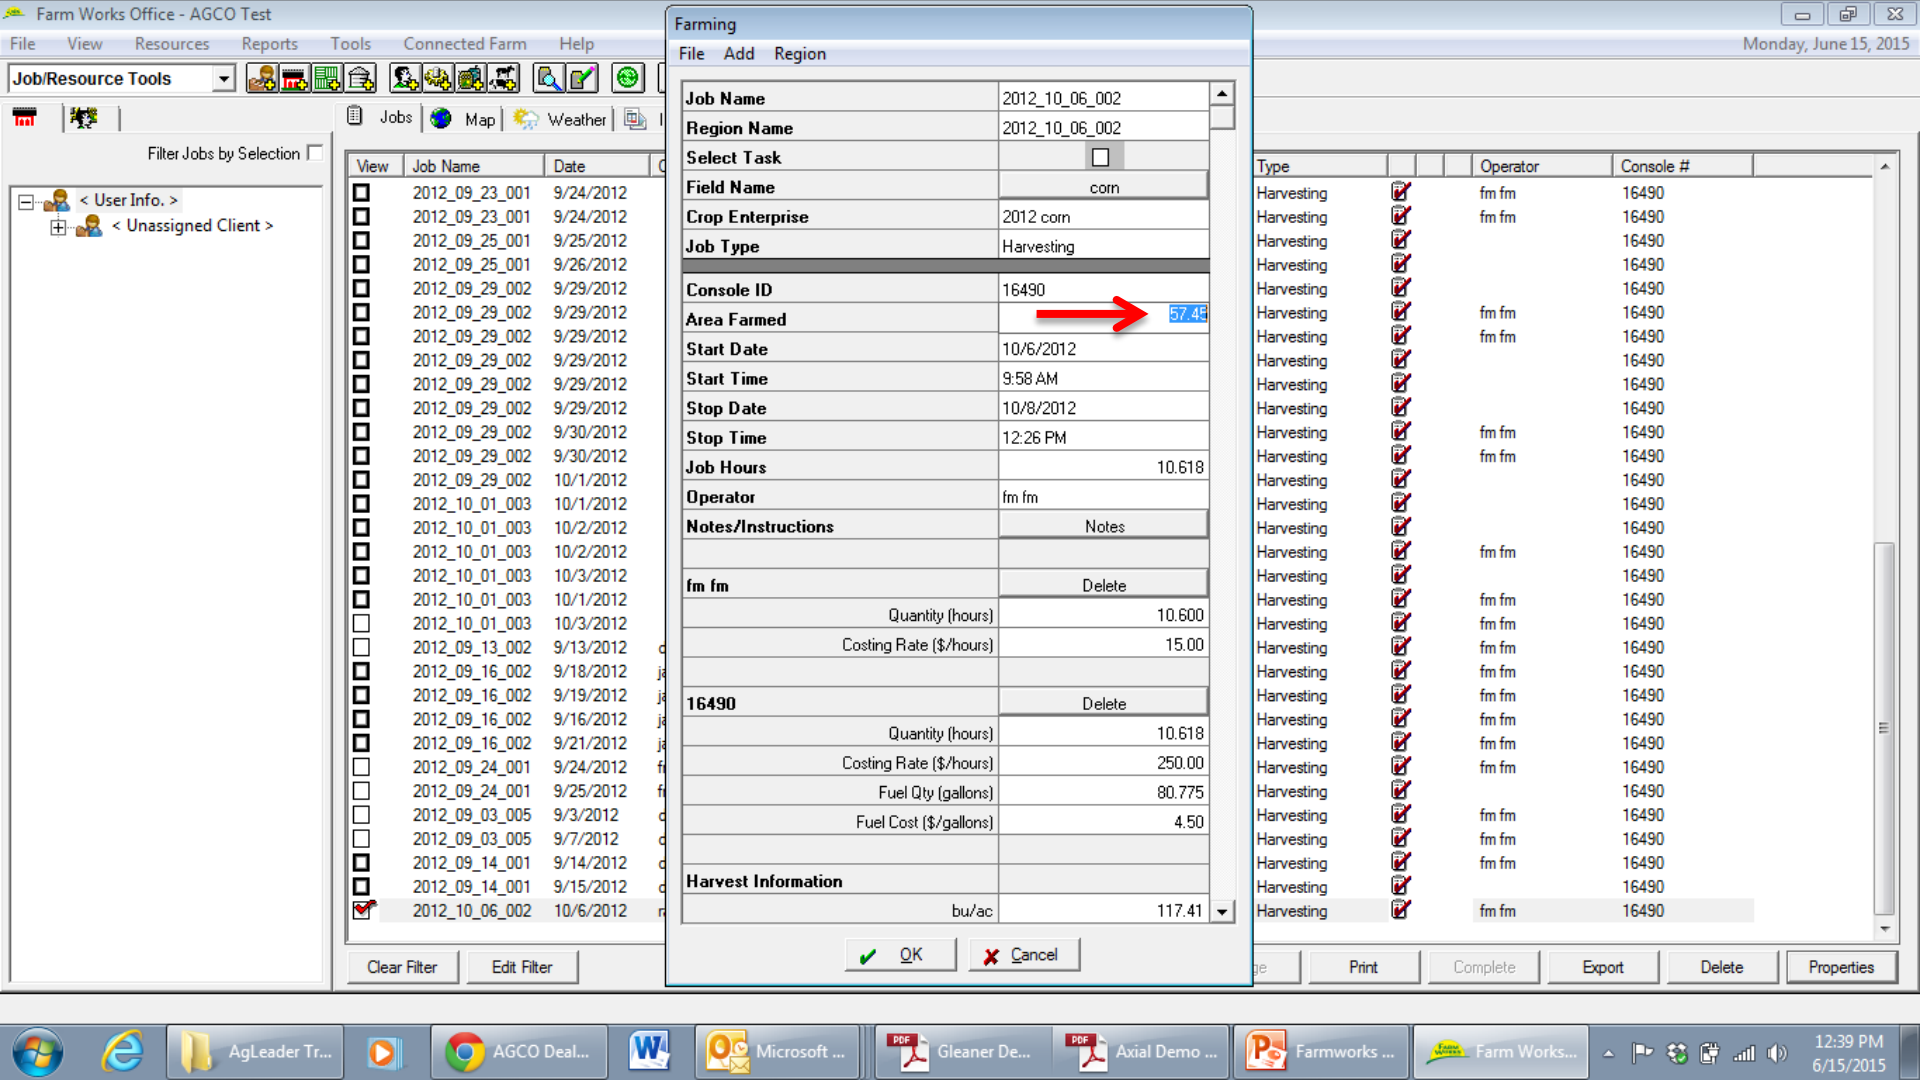 Farm Works Office - AGCO Test
File View Resources Reports Tools Connected Farm Help
Monday, June 15, 2015
Job/Resource Tools
Jobs Map Weather
Filter Jobs by Selection
< User Info. >
< Unassigned Client >
View Job Name Date Type Operator Console #
2012_09_23_001 9/24/2012 Harvesting fm fm 16490
2012_09_23_001 9/24/2012 Harvesting fm fm 16490
2012_09_25_001 9/25/2012 Harvesting 16490
2012_09_25_001 9/26/2012 Harvesting 16490
2012_09_29_002 9/29/2012 Harvesting 16490
2012_09_29_002 9/29/2012 Harvesting fm fm 16490
2012_09_29_002 9/29/2012 Harvesting fm fm 16490
2012_09_29_002 9/29/2012 Harvesting 16490
2012_09_29_002 9/29/2012 Harvesting 16490
2012_09_29_002 9/29/2012 Harvesting 16490
2012_09_29_002 9/30/2012 Harvesting fm fm 16490
2012_09_29_002 9/30/2012 Harvesting fm fm 16490
2012_09_29_002 10/1/2012 Harvesting 16490
2012_10_01_003 10/1/2012 Harvesting 16490
2012_10_01_003 10/2/2012 Harvesting 16490
2012_10_01_003 10/2/2012 Harvesting fm fm 16490
2012_10_01_003 10/3/2012 Harvesting 16490
2012_10_01_003 10/1/2012 Harvesting fm fm 16490
2012_10_01_003 10/3/2012 Harvesting fm fm 16490
2012_09_13_002 9/13/2012 Harvesting fm fm 16490
2012_09_16_002 9/18/2012 Harvesting fm fm 16490
2012_09_16_002 9/19/2012 Harvesting fm fm 16490
2012_09_16_002 9/16/2012 Harvesting fm fm 16490
2012_09_16_002 9/21/2012 Harvesting fm fm 16490
2012_09_24_001 9/24/2012 Harvesting fm fm 16490
2012_09_24_001 9/25/2012 Harvesting 16490
2012_09_03_005 9/3/2012 Harvesting fm fm 16490
2012_09_03_005 9/7/2012 Harvesting fm fm 16490
2012_09_14_001 9/14/2012 Harvesting fm fm 16490
2012_09_14_001 9/15/2012 Harvesting 16490
2012_10_06_002 10/6/2012 Harvesting fm fm 16490
Clear Filter Edit Filter Print Complete Export Delete Properties
Farming
File Add Region
Job Name 2012_10_06_002
Region Name 2012_10_06_002
Select Task
Field Name corn
Crop Enterprise 2012 corn
Job Type Harvesting
Console ID 16490
Area Farmed 57.45
Start Date 10/6/2012
Start Time 9:58 AM
Stop Date 10/8/2012
Stop Time 12:26 PM
Job Hours 10.618
Operator fm fm
Notes/Instructions Notes
fm fm Delete
Quantity (hours) 10.600
Costing Rate ($/hours) 15.00
16490 Delete
Quantity (hours) 10.618
Costing Rate ($/hours) 250.00
Fuel Qty (gallons) 80.775
Fuel Cost ($/gallons) 4.50
Harvest Information
bu/ac 117.41
OK Cancel
AgLeader Tr... AGCO Deal... Microsoft ... Gleaner De... Axial Demo ... Farmworks ... Farm Works...
12:39 PM
6/15/2015